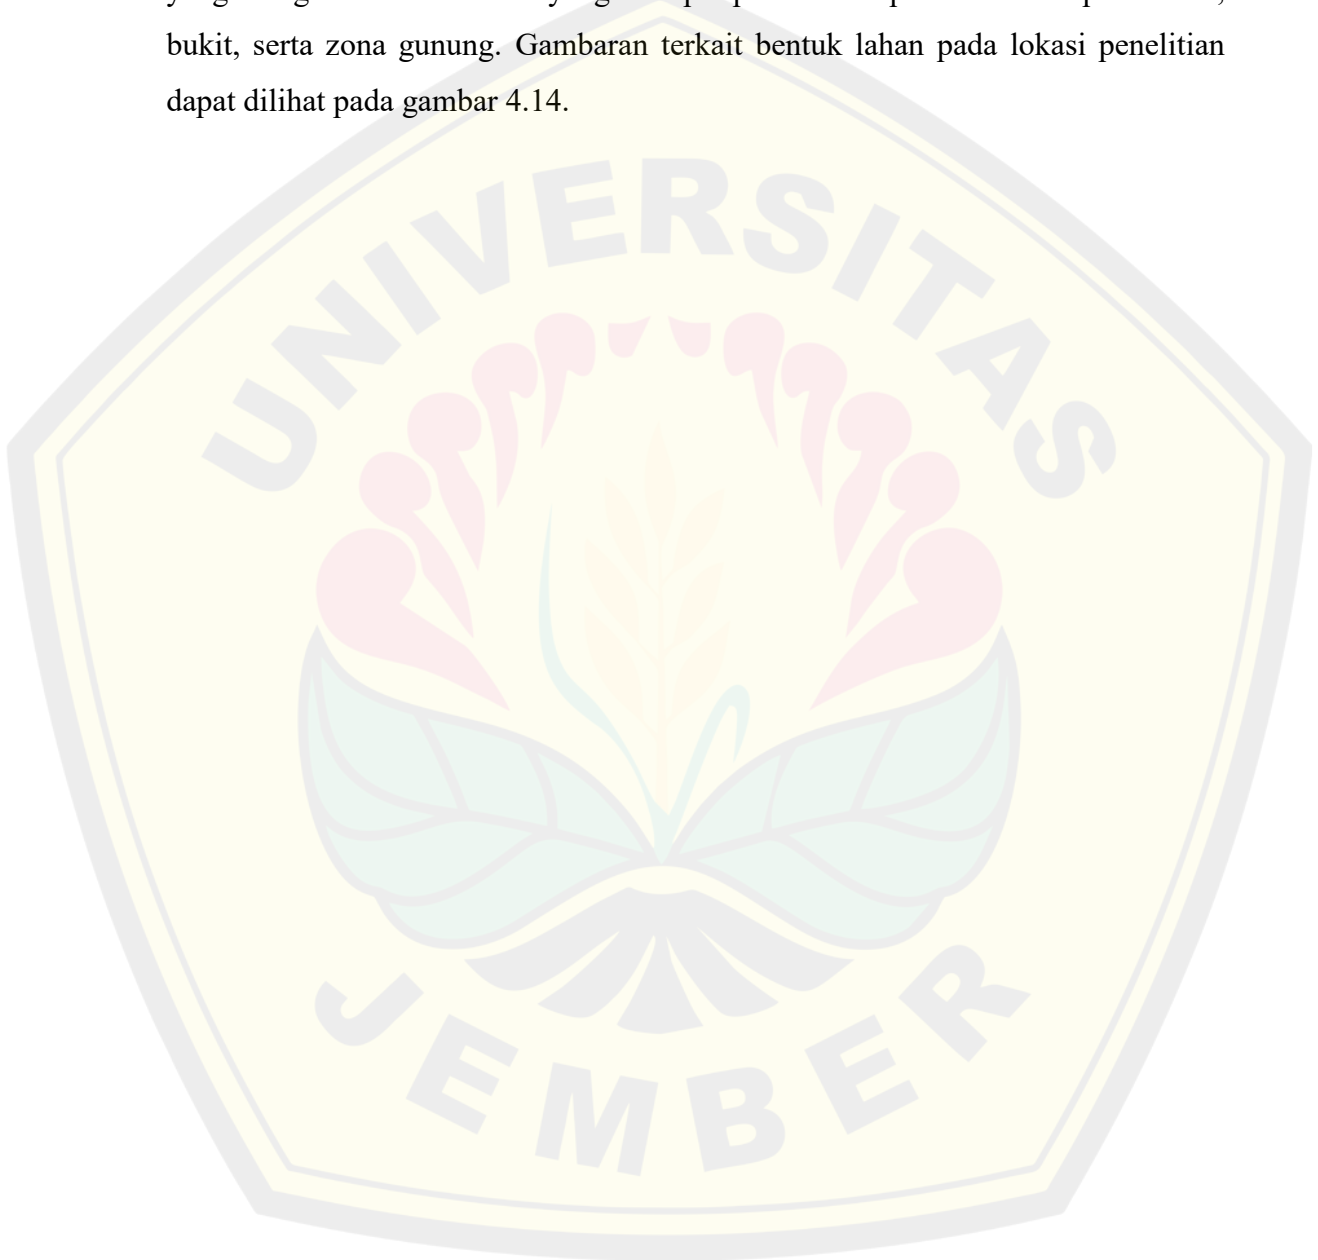 bukit, serta zona gunung. Gambaran terkait bentuk lahan pada lokasi penelitian
dapat dilihat pada gambar 4.14.
UNIVERSITAS
JEMBER